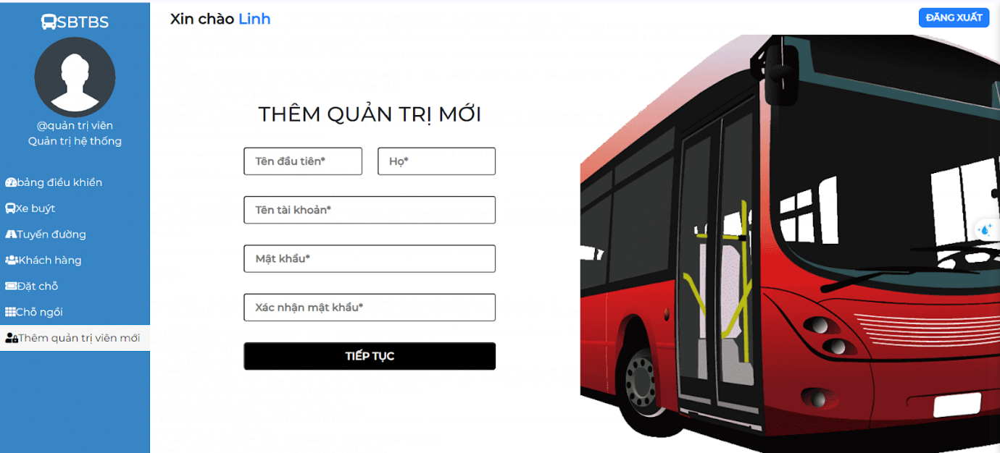 SBTBS
@quản trị viên
Quản trị hệ thống
bảng điều khiển
Xe buýt
Tuyến đường
Khách hàng
Đặt chỗ
Chỗ ngồi
Thêm quản trị viên mới
Xin chào Linh
ĐĂNG XUẤT
THÊM QUẢN TRỊ MỚI
Tên đầu tiên*
Họ*
Tên tài khoản*
Mật khẩu*
Xác nhận mật khẩu*
TIẾP TỤC